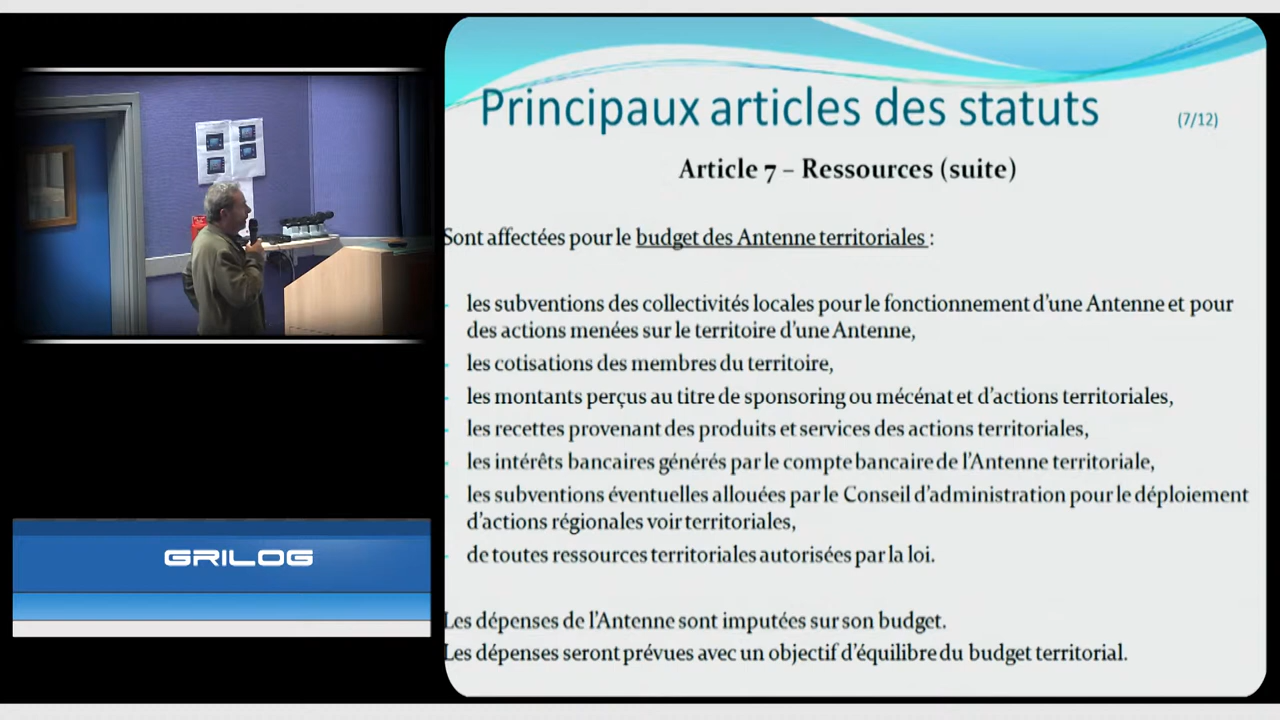 Principaux articles des statuts
(7/12)
Article 7 – Ressources (suite)
Sont affectées pour le budget des Antenne territoriales :
- les subventions des collectivités locales pour le fonctionnement d'une Antenne et pour
des actions menées sur le territoire d'une Antenne,
- les cotisations des membres du territoire,
- les montants perçus au titre de sponsoring ou mécénat et d'actions territoriales,
- les recettes provenant des produits et services des actions territoriales,
- les intérêts bancaires générés par le compte bancaire de l'Antenne territoriale,
- les subventions éventuelles allouées par le Conseil d'administration pour le déploiement
d'actions régionales voir territoriales,
- de toutes ressources territoriales autorisées par la loi.
Les dépenses de l'Antenne sont imputées sur son budget.
Les dépenses seront prévues avec un objectif d'équilibre du budget territorial.
GRILOG